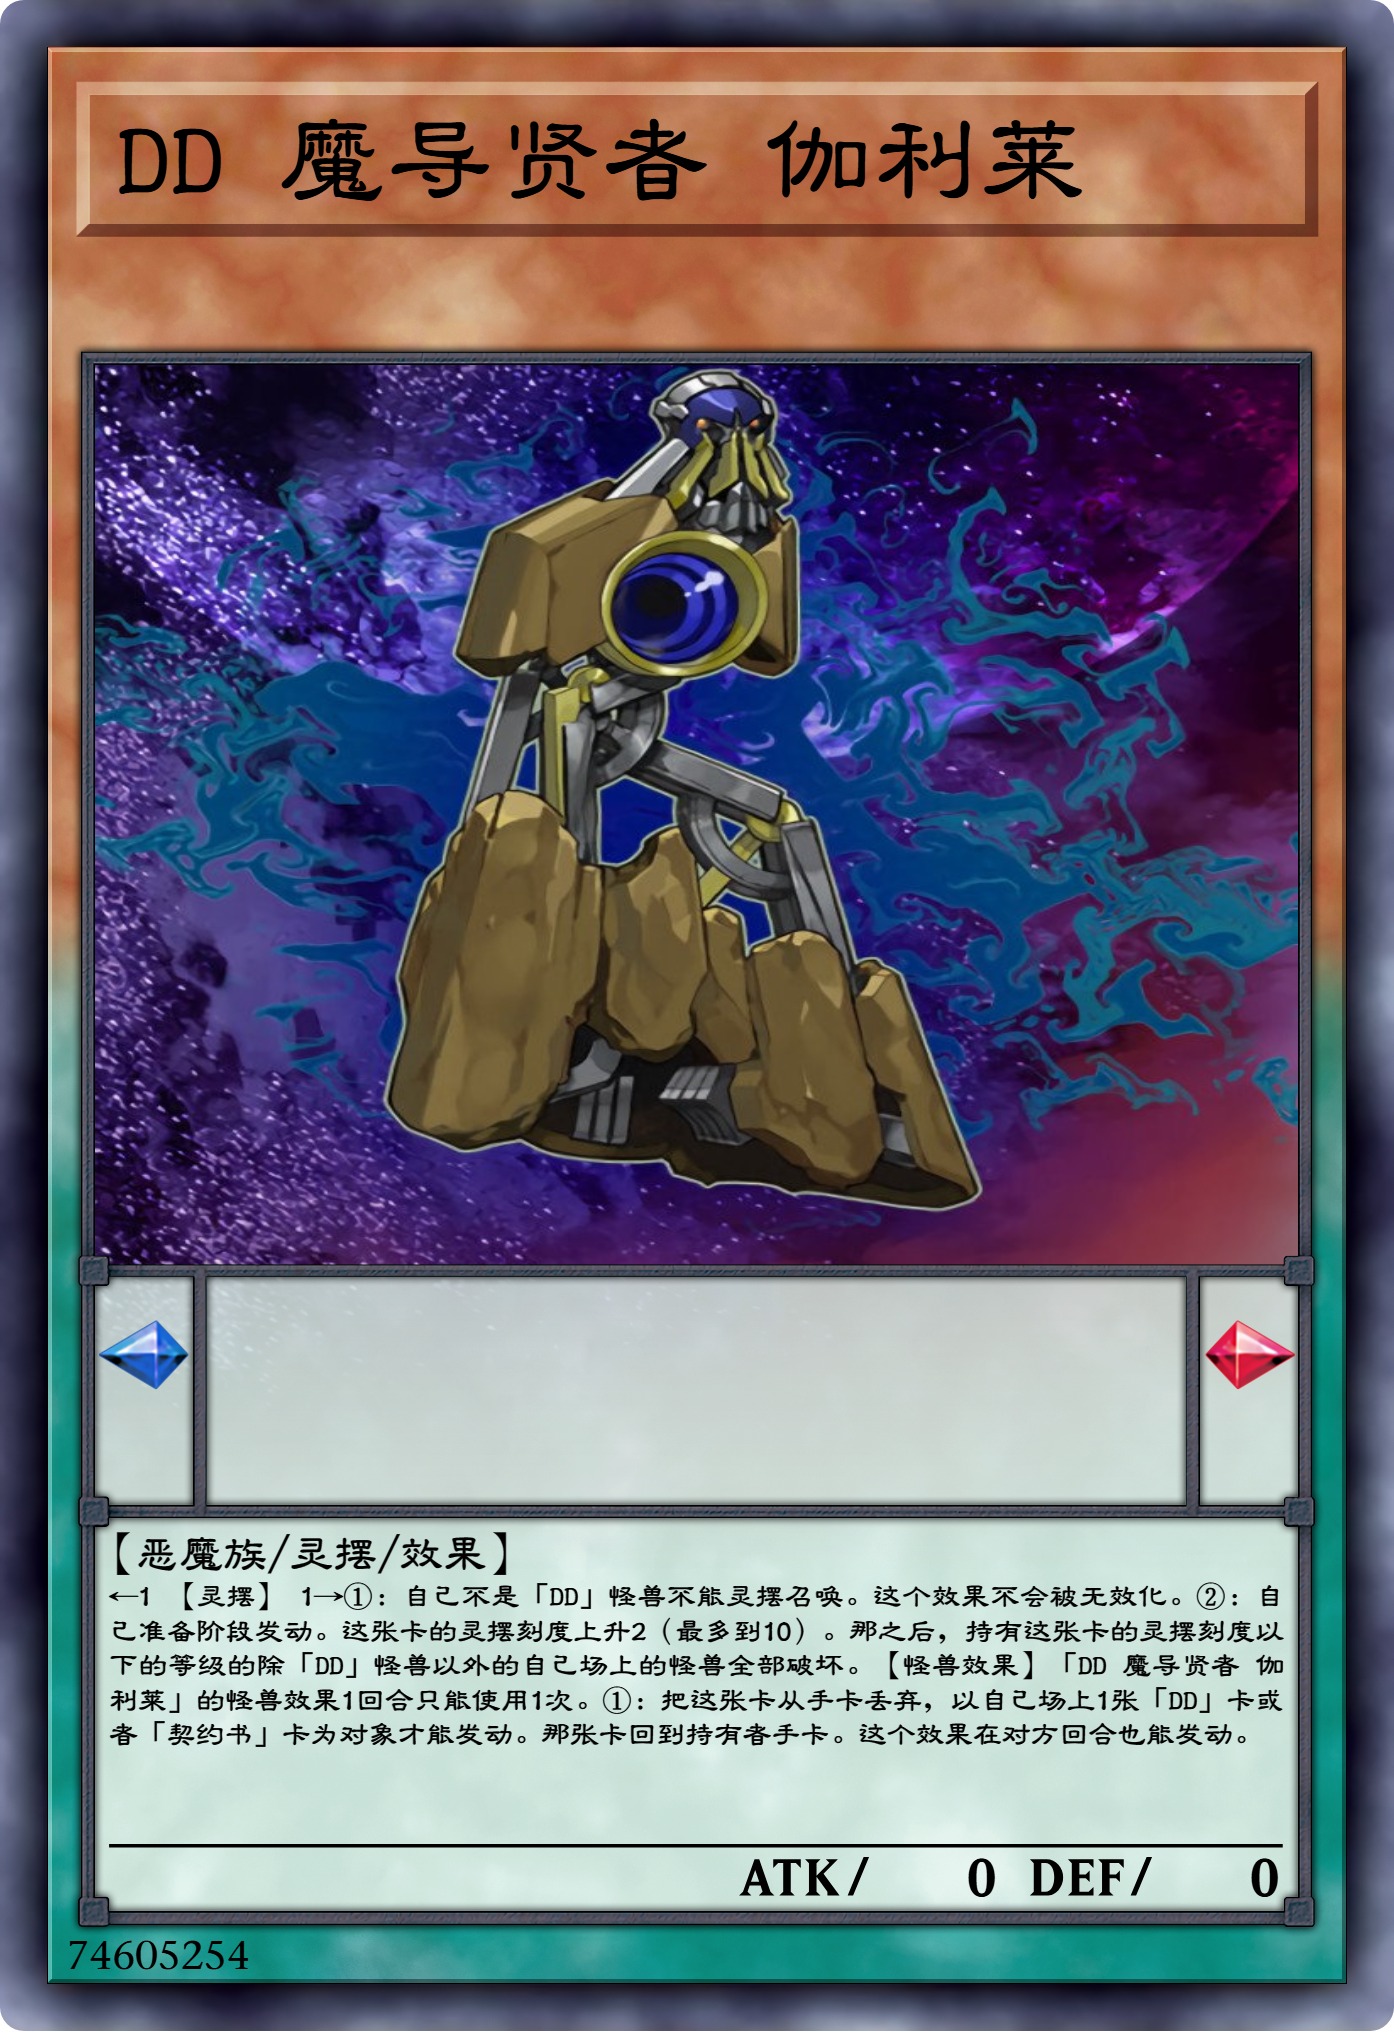 DD 魔导贤者 伽利莱
【恶魔族/灵摆/效果】
←1 【灵摆】 1→①：自己不是「DD」怪兽不能灵摆召唤。这个效果不会被无效化。②：自
己准备阶段发动。这张卡的灵摆刻度上升2（最多到10）。那之后，持有这张卡的灵摆刻度以
下的等级的除「DD」怪兽以外的自己场上的怪兽全部破坏。【怪兽效果】「DD 魔导贤者 伽
利莱」的怪兽效果1回合只能使用1次。①：把这张卡从手卡丢弃，以自己场上1张「DD」卡或
者「契约书」卡为对象才能发动。那张卡回到持有者手卡。这个效果在对方回合也能发动。
ATK/ 0 DEF/ 0
74605254